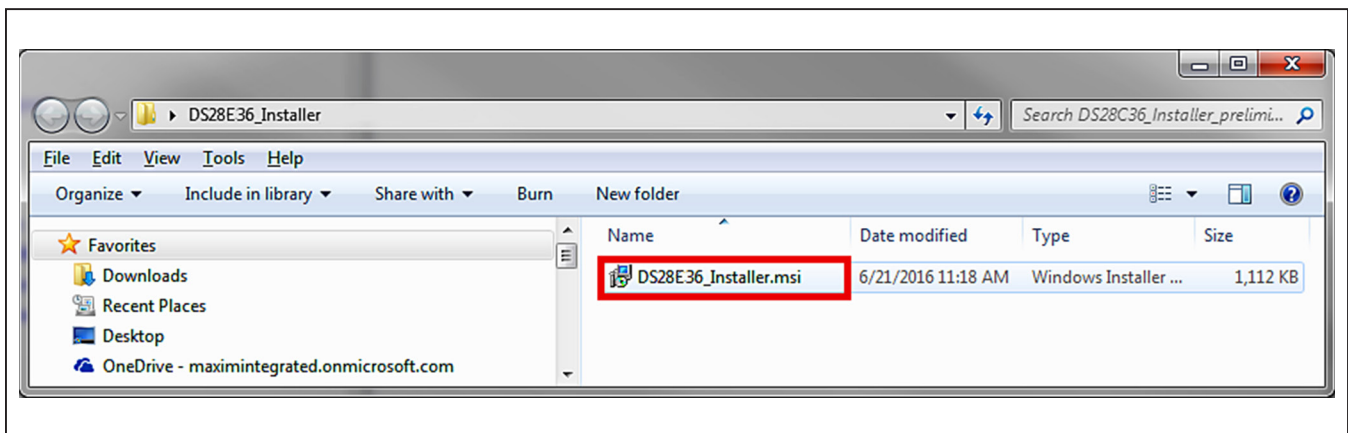 DS28E36_Installer
Search DS28C36_Installer_prelimi...
File Edit View Tools Help
Organize Include in library Share with Burn New folder
Favorites
Downloads
Recent Places
Desktop
OneDrive - maximintegrated.onmicrosoft.com
Name Date modified Type Size
DS28E36_Installer.msi 6/21/2016 11:18 AM Windows Installer ... 1,112 KB